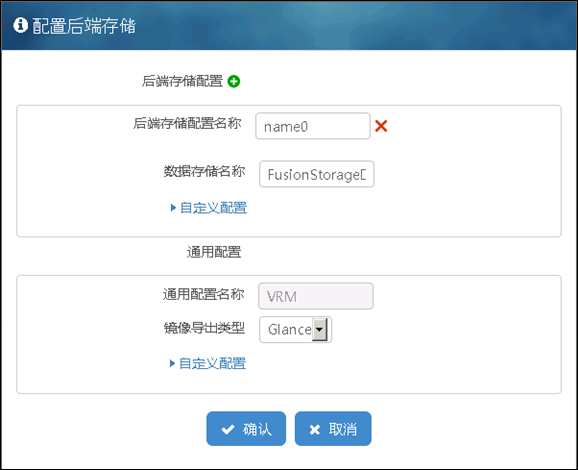 配置后端存储
后端存储配置
后端存储配置名称 name0
数据存储名称 FusionStorageD
自定义配置
通用配置
通用配置名称 VRM
镜像导出类型 Glance
自定义配置
确认 取消